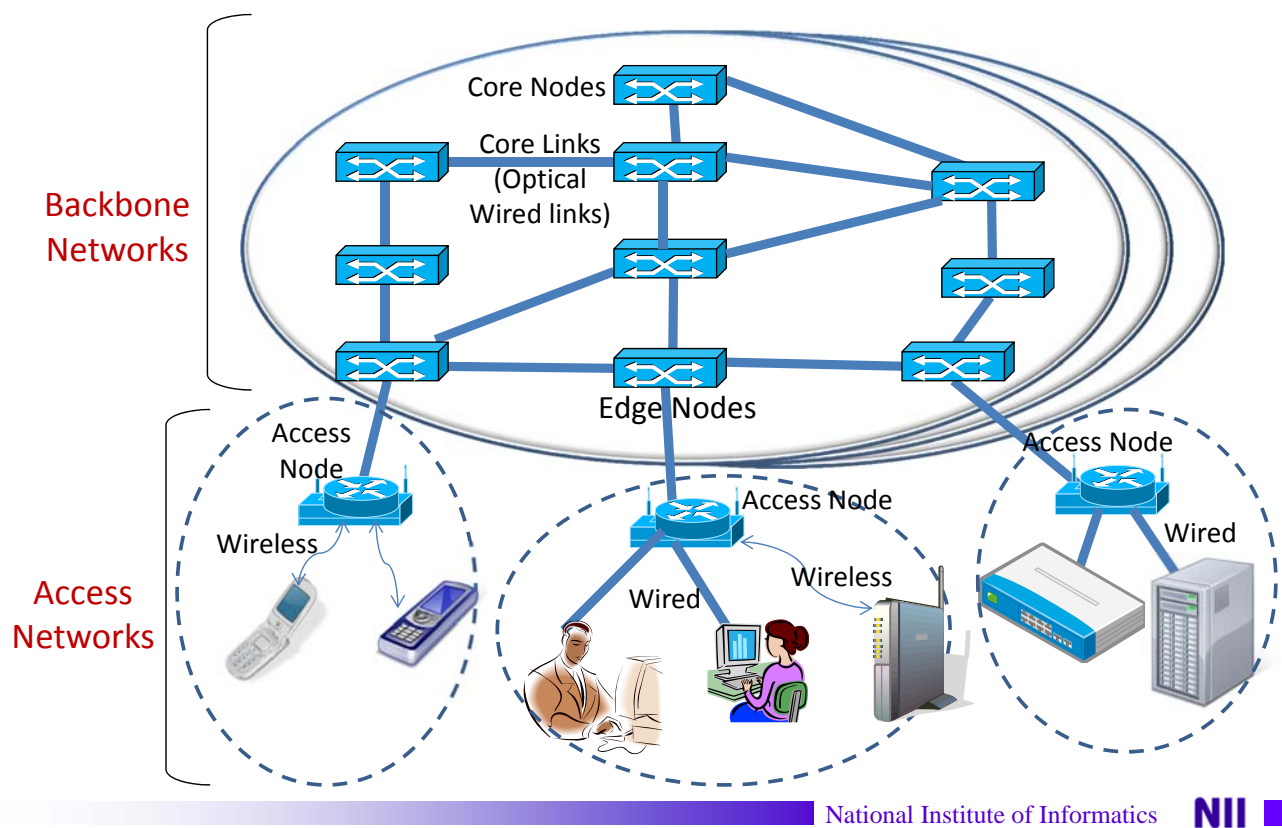 Core Nodes
Core Links
(Optical
Wired links)
Backbone
Networks
Edge Nodes
Access
Node
Access Node
Access Node
Wireless
Wired
Wireless
Wired
Access
Networks
National Institute of Informatics
NII